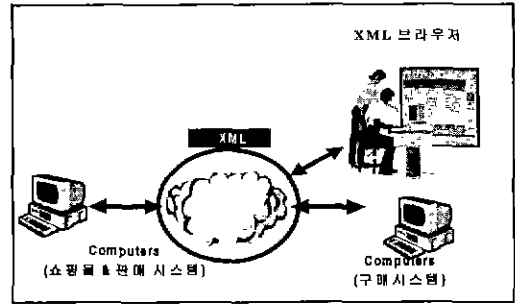 XML 브라우저
XML
Computers
(쇼핑몰 & 판매 시스템)
Computers
(구매시스템)